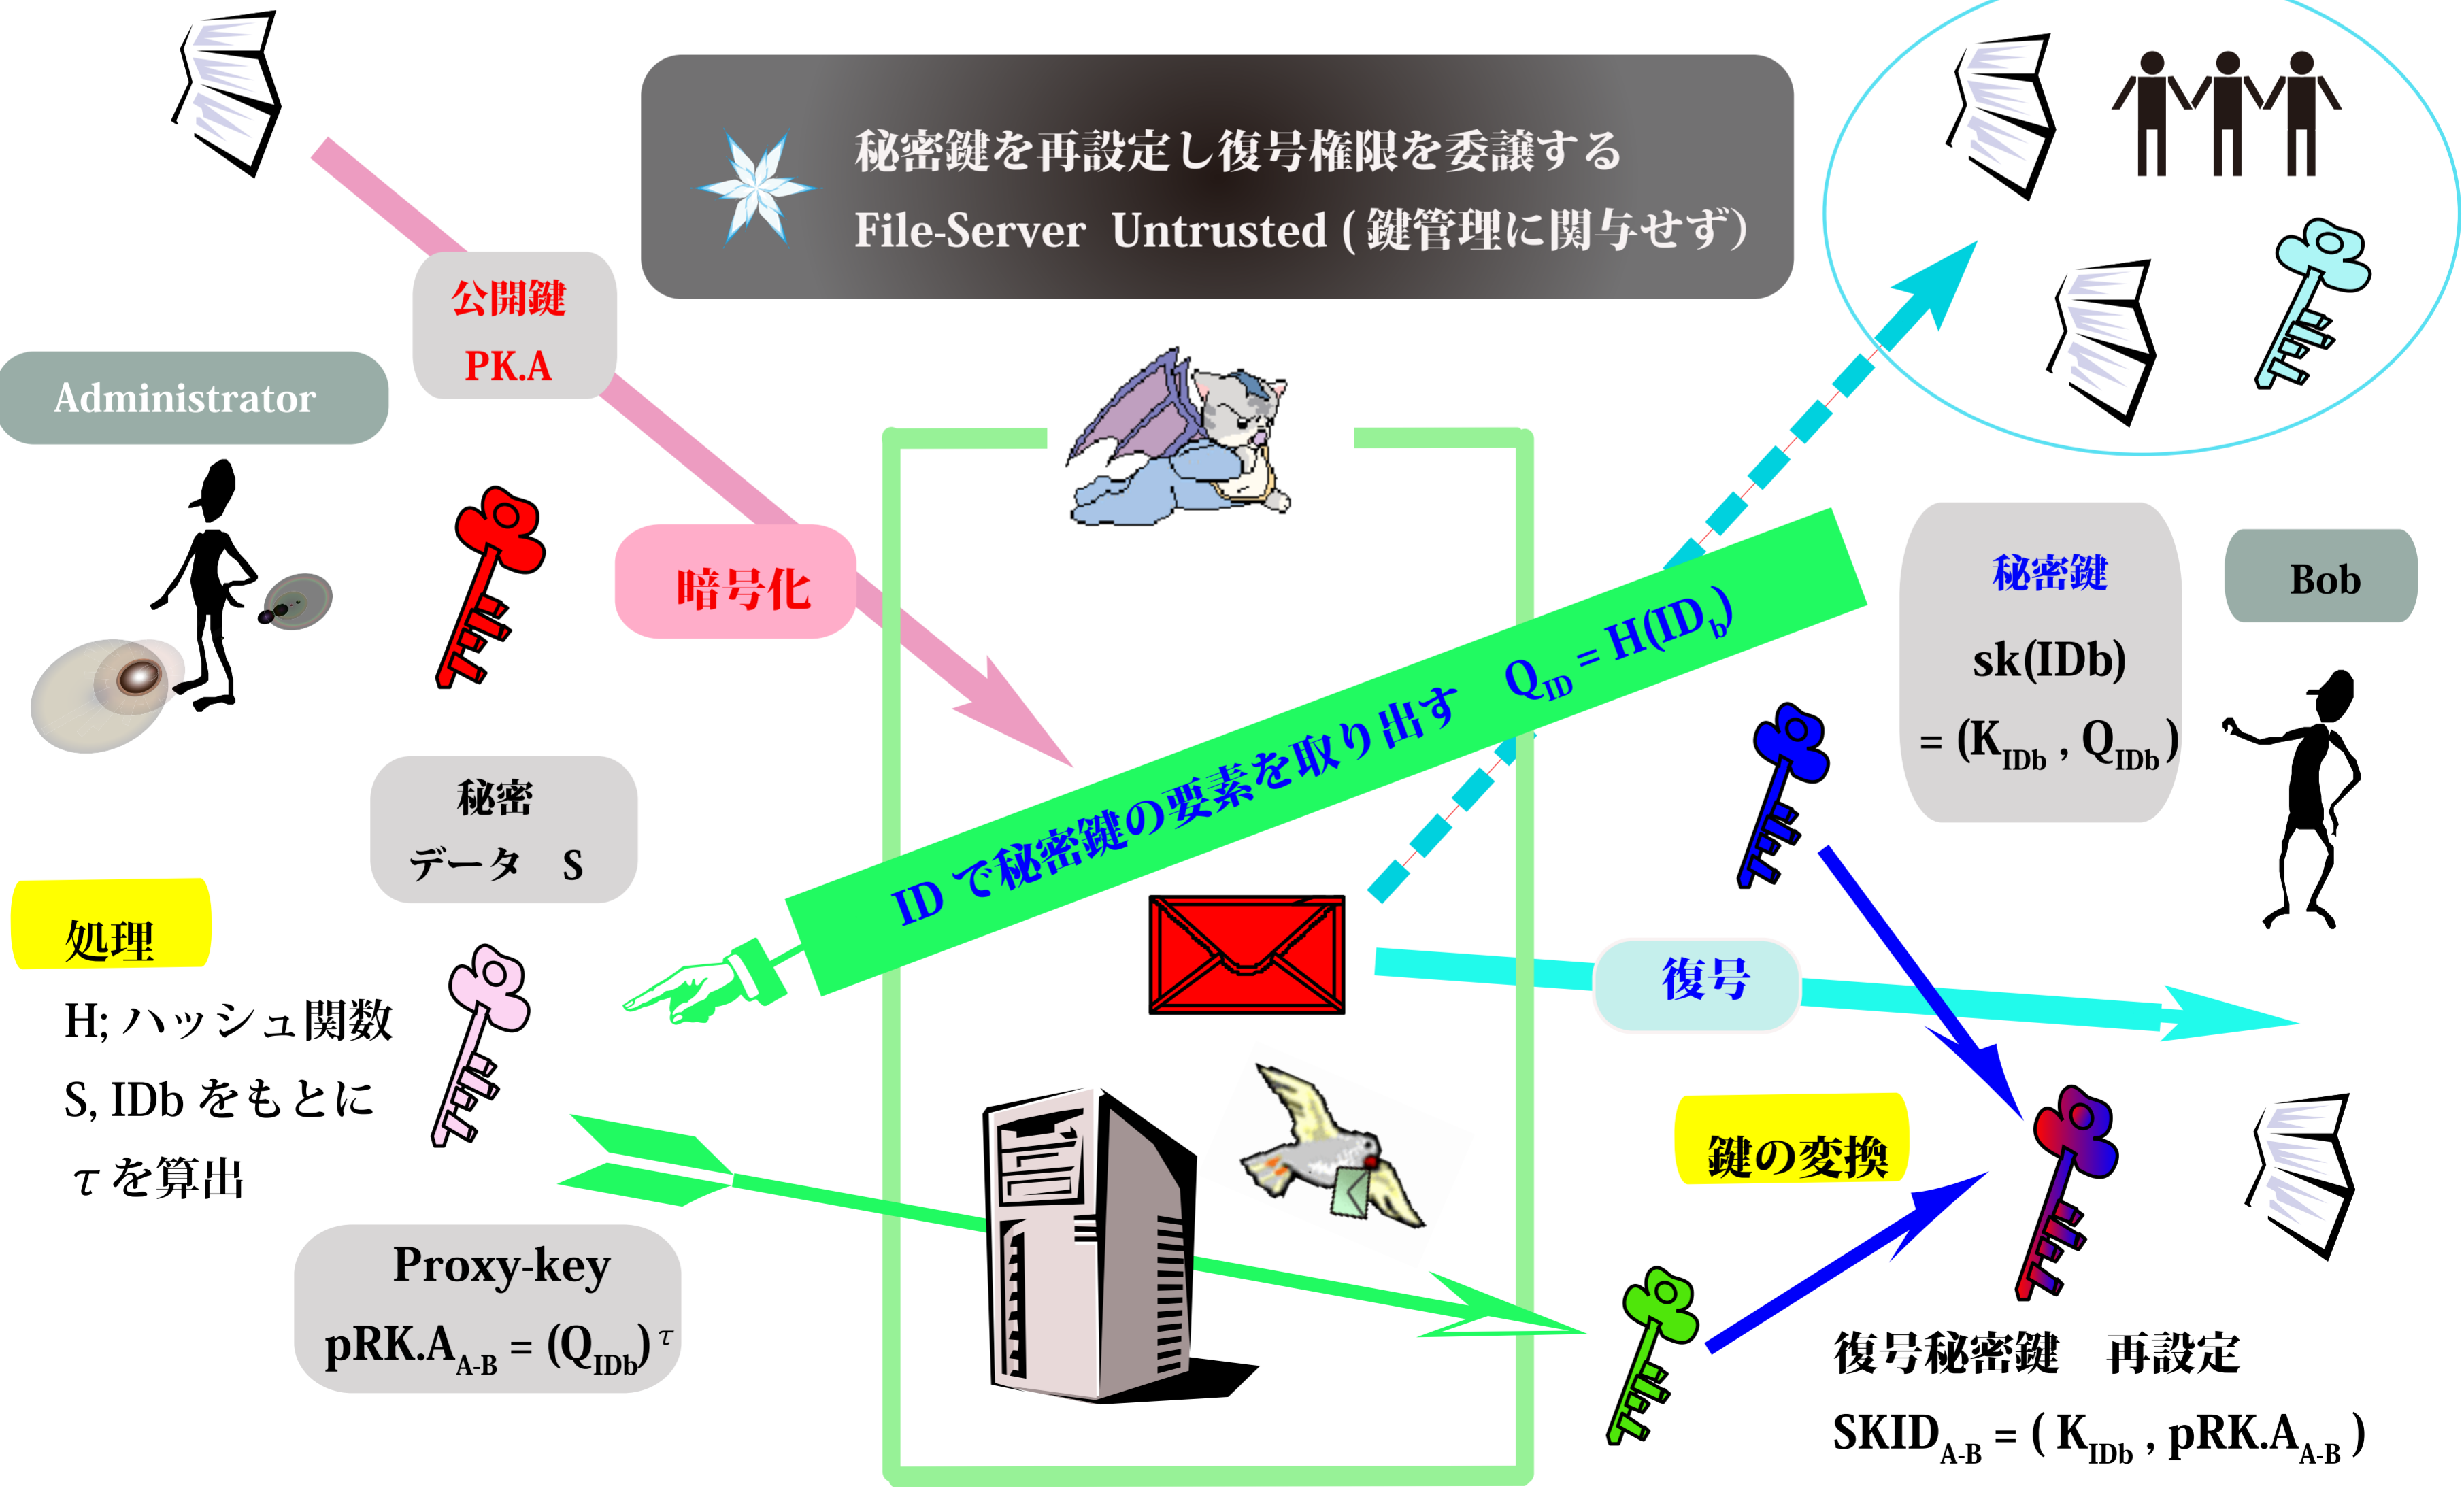 秘密鍵を再設定し復号権限を委譲する
File-Server Untrusted ( 鍵管理に関与せず）
公開鍵
PK.A
Administrator
暗号化
ID で秘密鍵の要素を取り出す Q_ID = H(ID_b)
秘密鍵
sk(IDb)
= (K_IDb , Q_IDb )
Bob
秘密
データ S
処理
H; ハッシュ関数
S, IDb をもとに
τ を算出
復号
鍵の変換
Proxy-key
pRK.A_A-B = (Q_IDb)^τ
復号秘密鍵 再設定
SKID_A-B = ( K_IDb , pRK.A_A-B )